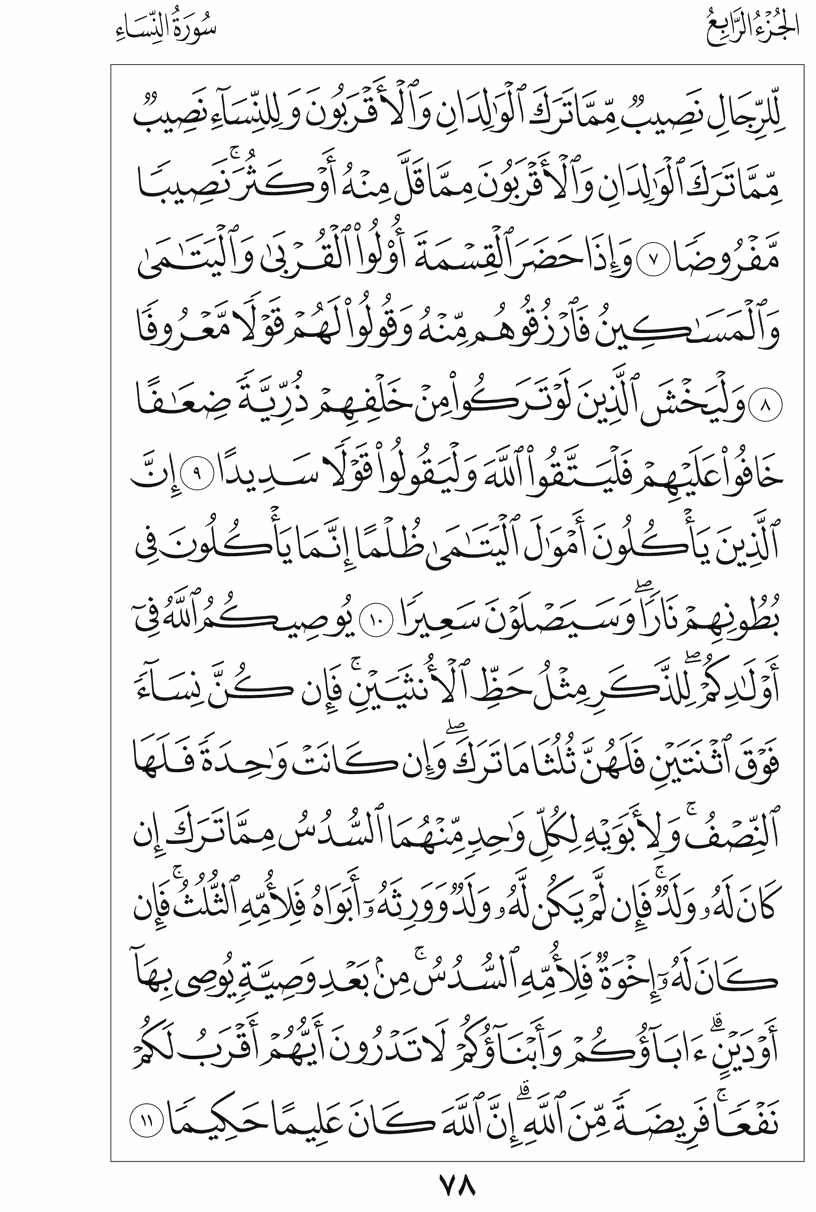 الجُزْءُ الرَّابِعُ
سُورَةُ النِّسَاءِ
لِّلرِّجَالِ نَصِيبٌ مِّمَّا تَرَكَ ٱلْوَٰلِدَانِ وَٱلْأَقْرَبُونَ وَلِلنِّسَآءِ نَصِيبٌ
مِّمَّا تَرَكَ ٱلْوَٰلِدَانِ وَٱلْأَقْرَبُونَ مِمَّا قَلَّ مِنْهُ أَوْ كَثُرَۚ نَصِيبًا
مَّفْرُوضًا ٧ وَإِذَا حَضَرَ ٱلْقِسْمَةَ أُو۟لُوا۟ ٱلْقُرْبَىٰ وَٱلْيَتَٰمَىٰ
وَٱلْمَسَٰكِينُ فَٱرْزُقُوهُم مِّنْهُ وَقُولُوا۟ لَهُمْ قَوْلًا مَّعْرُوفًا
٨ وَلْيَخْشَ ٱلَّذِينَ لَوْ تَرَكُوا۟ مِنْ خَلْفِهِمْ ذُرِّيَّةً ضِعَٰفًا
خَافُوا۟ عَلَيْهِمْ فَلْيَتَّقُوا۟ ٱللَّهَ وَلْيَقُولُوا۟ قَوْلًا سَدِيدًا ٩ إِنَّ
ٱلَّذِينَ يَأْكُلُونَ أَمْوَٰلَ ٱلْيَتَٰمَىٰ ظُلْمًا إِنَّمَا يَأْكُلُونَ فِى
بُطُونِهِمْ نَارًاۖ وَسَيَصْلَوْنَ سَعِيرًا ١٠ يُوصِيكُمُ ٱللَّهُ فِىٓ
أَوْلَٰدِكُمْۖ لِلذَّكَرِ مِثْلُ حَظِّ ٱلْأُنثَيَيْنِۚ فَإِن كُنَّ نِسَآءً
فَوْقَ ٱثْنَتَيْنِ فَلَهُنَّ ثُلُثَا مَا تَرَكَۖ وَإِن كَانَتْ وَٰحِدَةً فَلَهَا
ٱلنِّصْفُۚ وَلِأَبَوَيْهِ لِكُلِّ وَٰحِدٍ مِّنْهُمَا ٱلسُّدُسُ مِمَّا تَرَكَ إِن
كَانَ لَهُۥ وَلَدٌۚ فَإِن لَّمْ يَكُن لَّهُۥ وَلَدٌ وَوَرِثَهُۥٓ أَبَوَاهُ فَلِأُمِّهِ ٱلثُّلُثُۚ فَإِن
كَانَ لَهُۥٓ إِخْوَةٌ فَلِأُمِّهِ ٱلسُّدُسُۚ مِنۢ بَعْدِ وَصِيَّةٍ يُوصِى بِهَآ
أَوْ دَيْنٍۗ ءَابَآؤُكُمْ وَأَبْنَآؤُكُمْ لَا تَدْرُونَ أَيُّهُمْ أَقْرَبُ لَكُمْ
نَفْعًاۚ فَرِيضَةً مِّنَ ٱللَّهِۗ إِنَّ ٱللَّهَ كَانَ عَلِيمًا حَكِيمًا ١١
٧٨